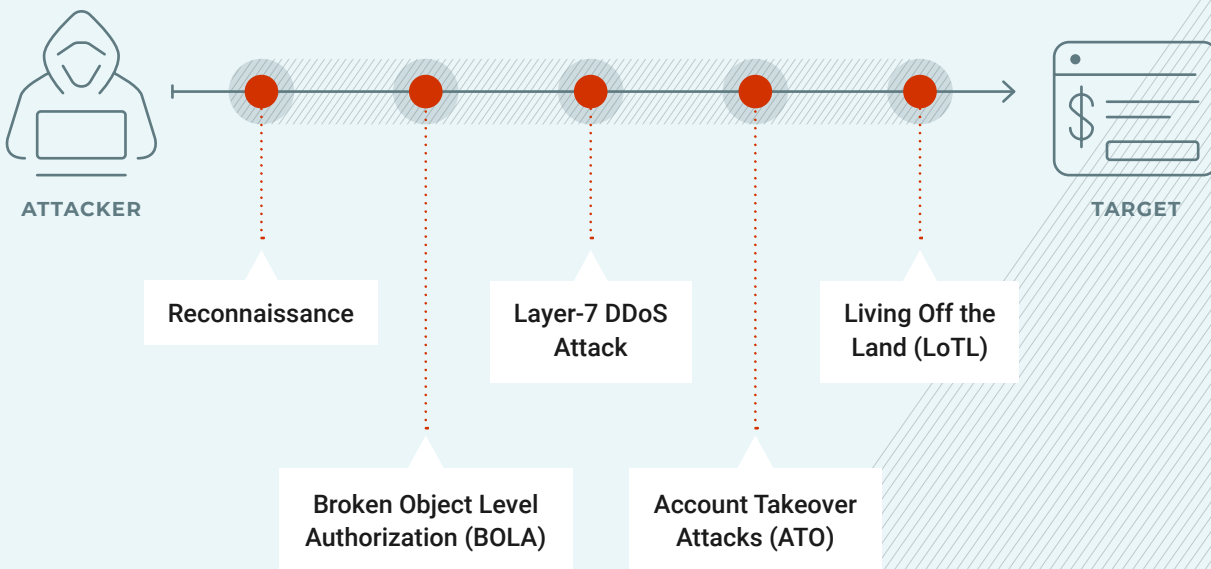 ATTACKER
TARGET
Reconnaissance
Broken Object Level
Authorization (BOLA)
Layer-7 DDoS
Attack
Account Takeover
Attacks (ATO)
Living Off the
Land (LoTL)
$